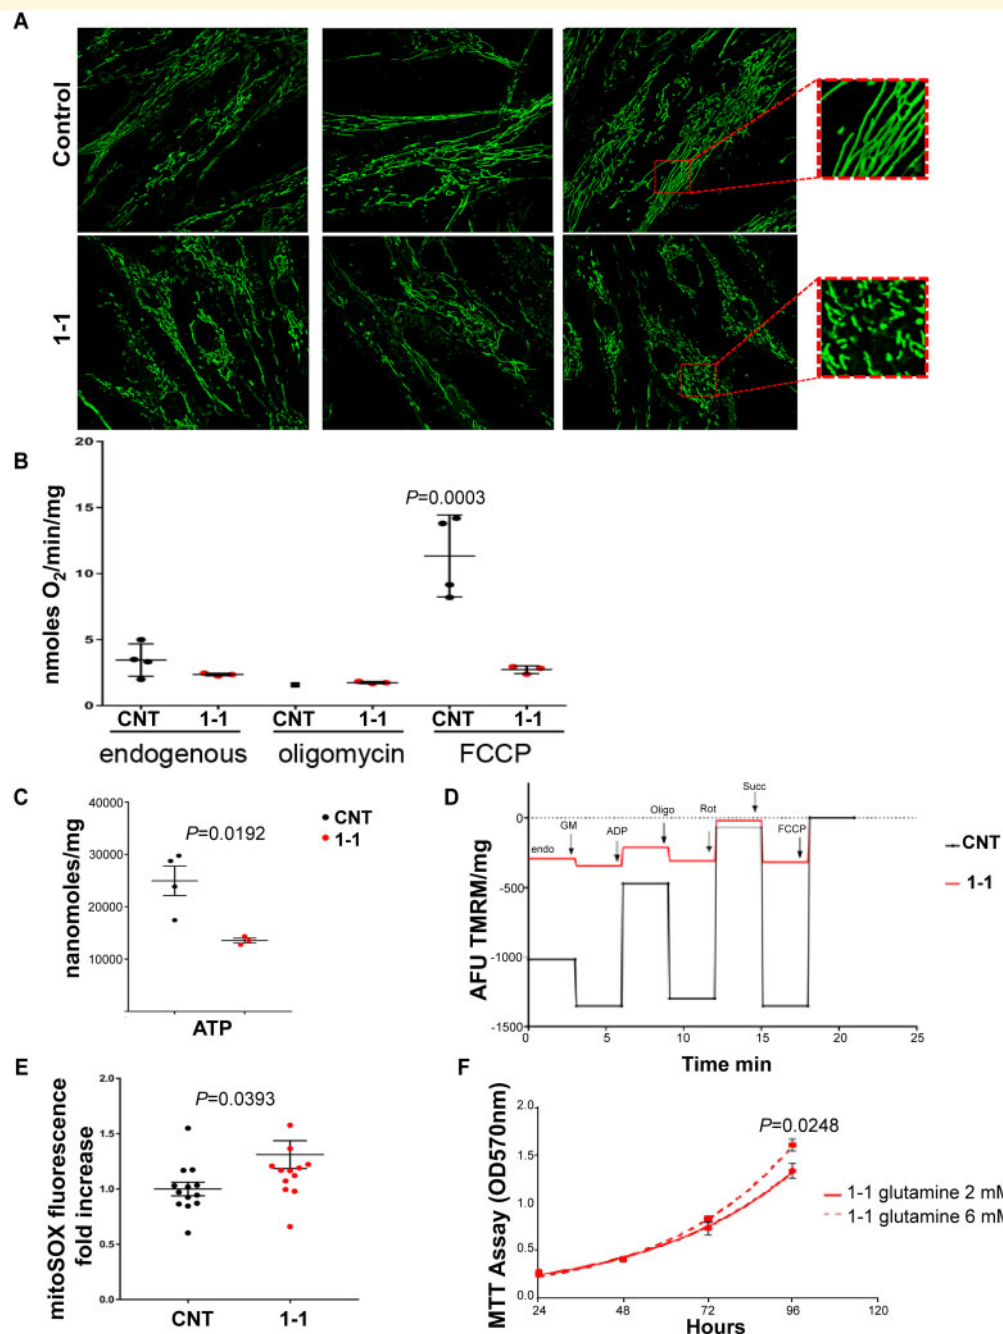 A
Control
1-1
B
nmoles O₂/min/mg
20
15
10
5
0
P=0.0003
CNT 1-1 CNT 1-1 CNT 1-1
endogenous oligomycin FCCP
C
nanomoles/mg
40000
30000
20000
10000
P=0.0192
CNT
1-1
ATP
D
AFU TMRM/mg
0
-500
-1000
-1500
endo
GM
ADP
Oligo
Rot
Succ
FCCP
CNT
1-1
0 5 10 15 20 25
Time min
E
mitoSOX fluorescence
fold increase
2.0
1.5
1.0
0.5
0.0
P=0.0393
CNT 1-1
F
MTT Assay (OD570nm)
2.0
1.5
1.0
0.5
0.0
P=0.0248
1-1 glutamine 2 mM
1-1 glutamine 6 mM
24 48 72 96 120
Hours